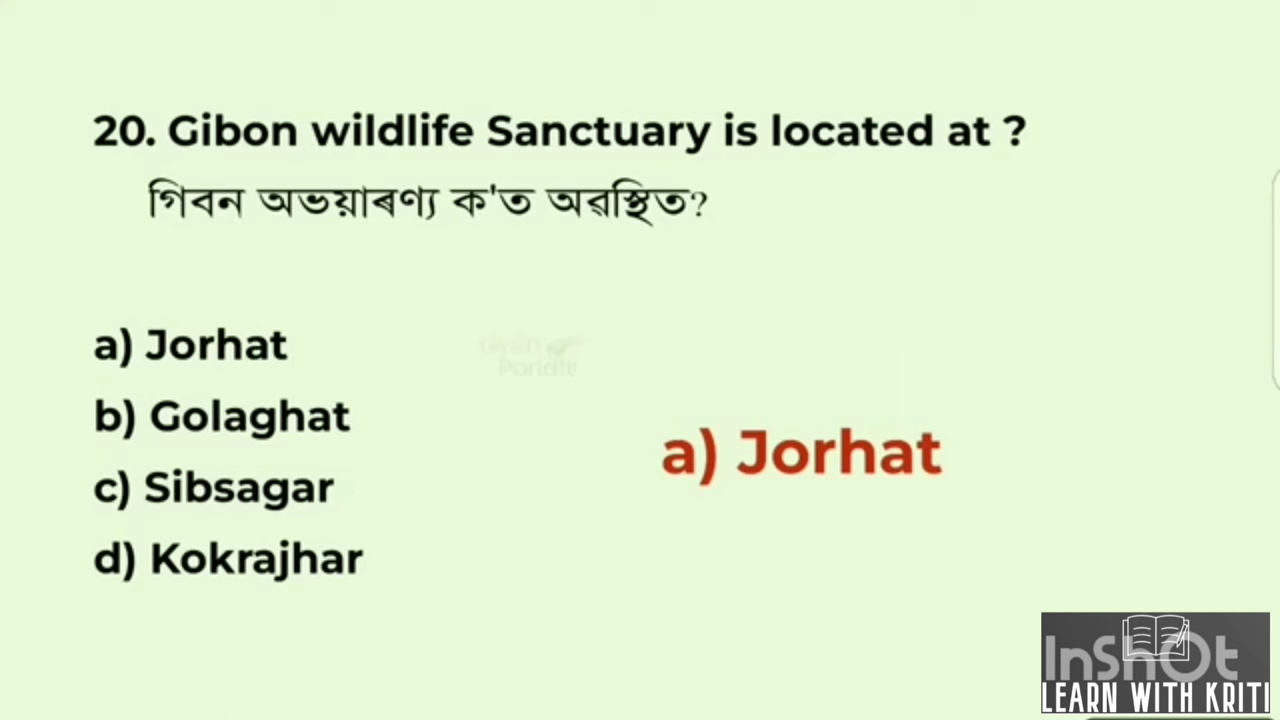 20. Gibon wildlife Sanctuary is located at ?
গিবন অভয়াৰণ্য ক'ত অৱস্থিত?
a) Jorhat
b) Golaghat
c) Sibsagar
d) Kokrajhar
a) Jorhat
Gyan
InShOt
LEARN WITH KRITI